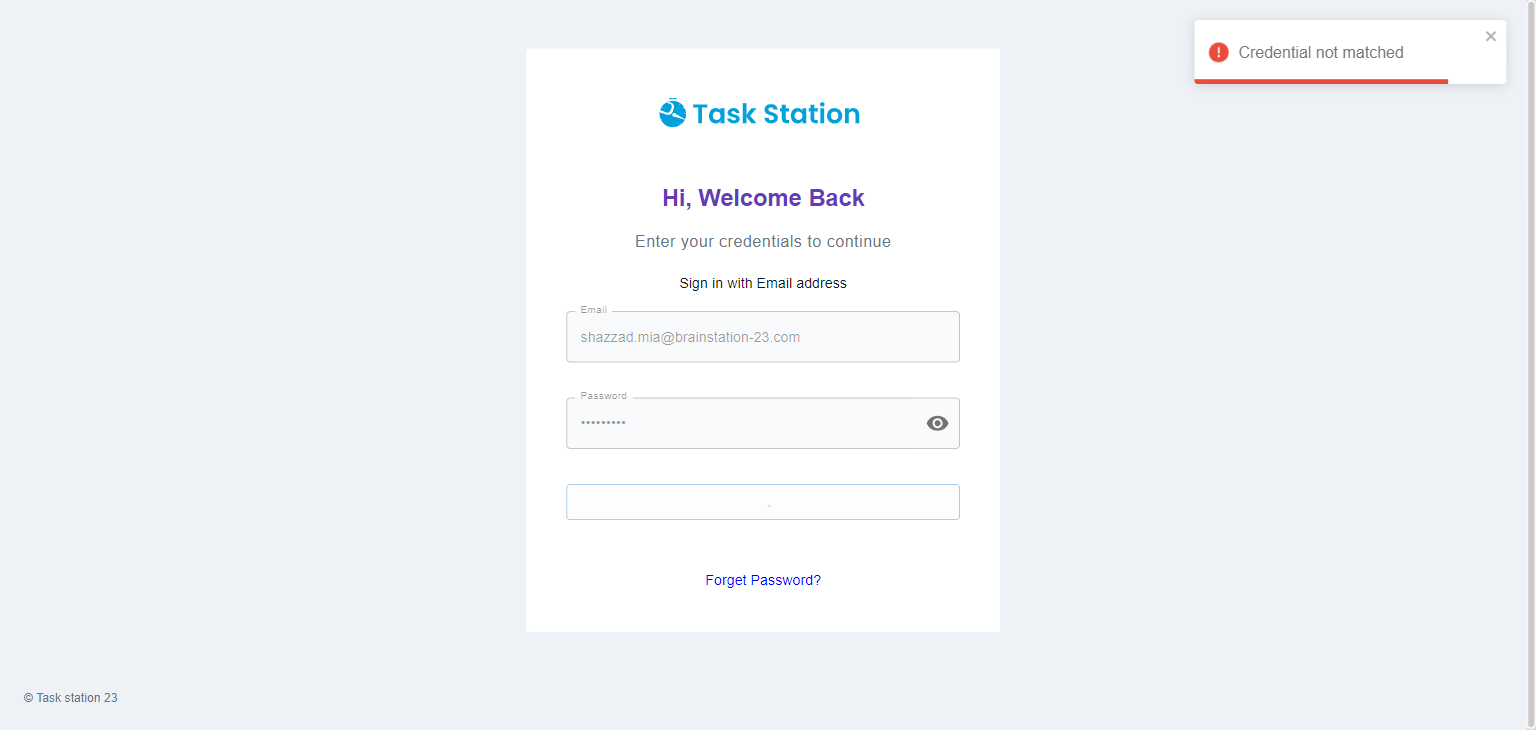 Credential not matched
Task Station
Hi, Welcome Back
Enter your credentials to continue
Sign in with Email address
Email
shazzad.mia@brainstation-23.com
Password
•••••••••
Forget Password?
© Task station 23